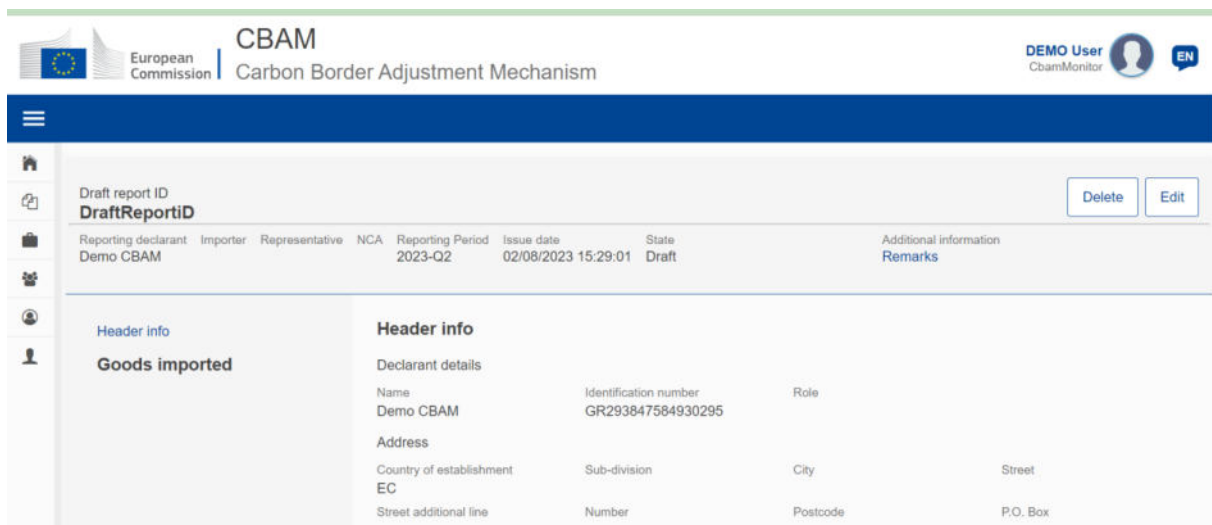 CBAM
European
Commission
Carbon Border Adjustment Mechanism
DEMO User
CbamMonitor
EN
Draft report ID
DraftReportiD
Delete
Edit
Reporting declarant Importer Representative NCA Reporting Period Issue date State Additional information
Demo CBAM 2023-Q2 02/08/2023 15:29:01 Draft Remarks
Header info
Goods imported
Header info
Declarant details
Name Identification number Role
Demo CBAM GR293847584930295
Address
Country of establishment Sub-division City Street
EC
Street additional line Number Postcode P.O. Box